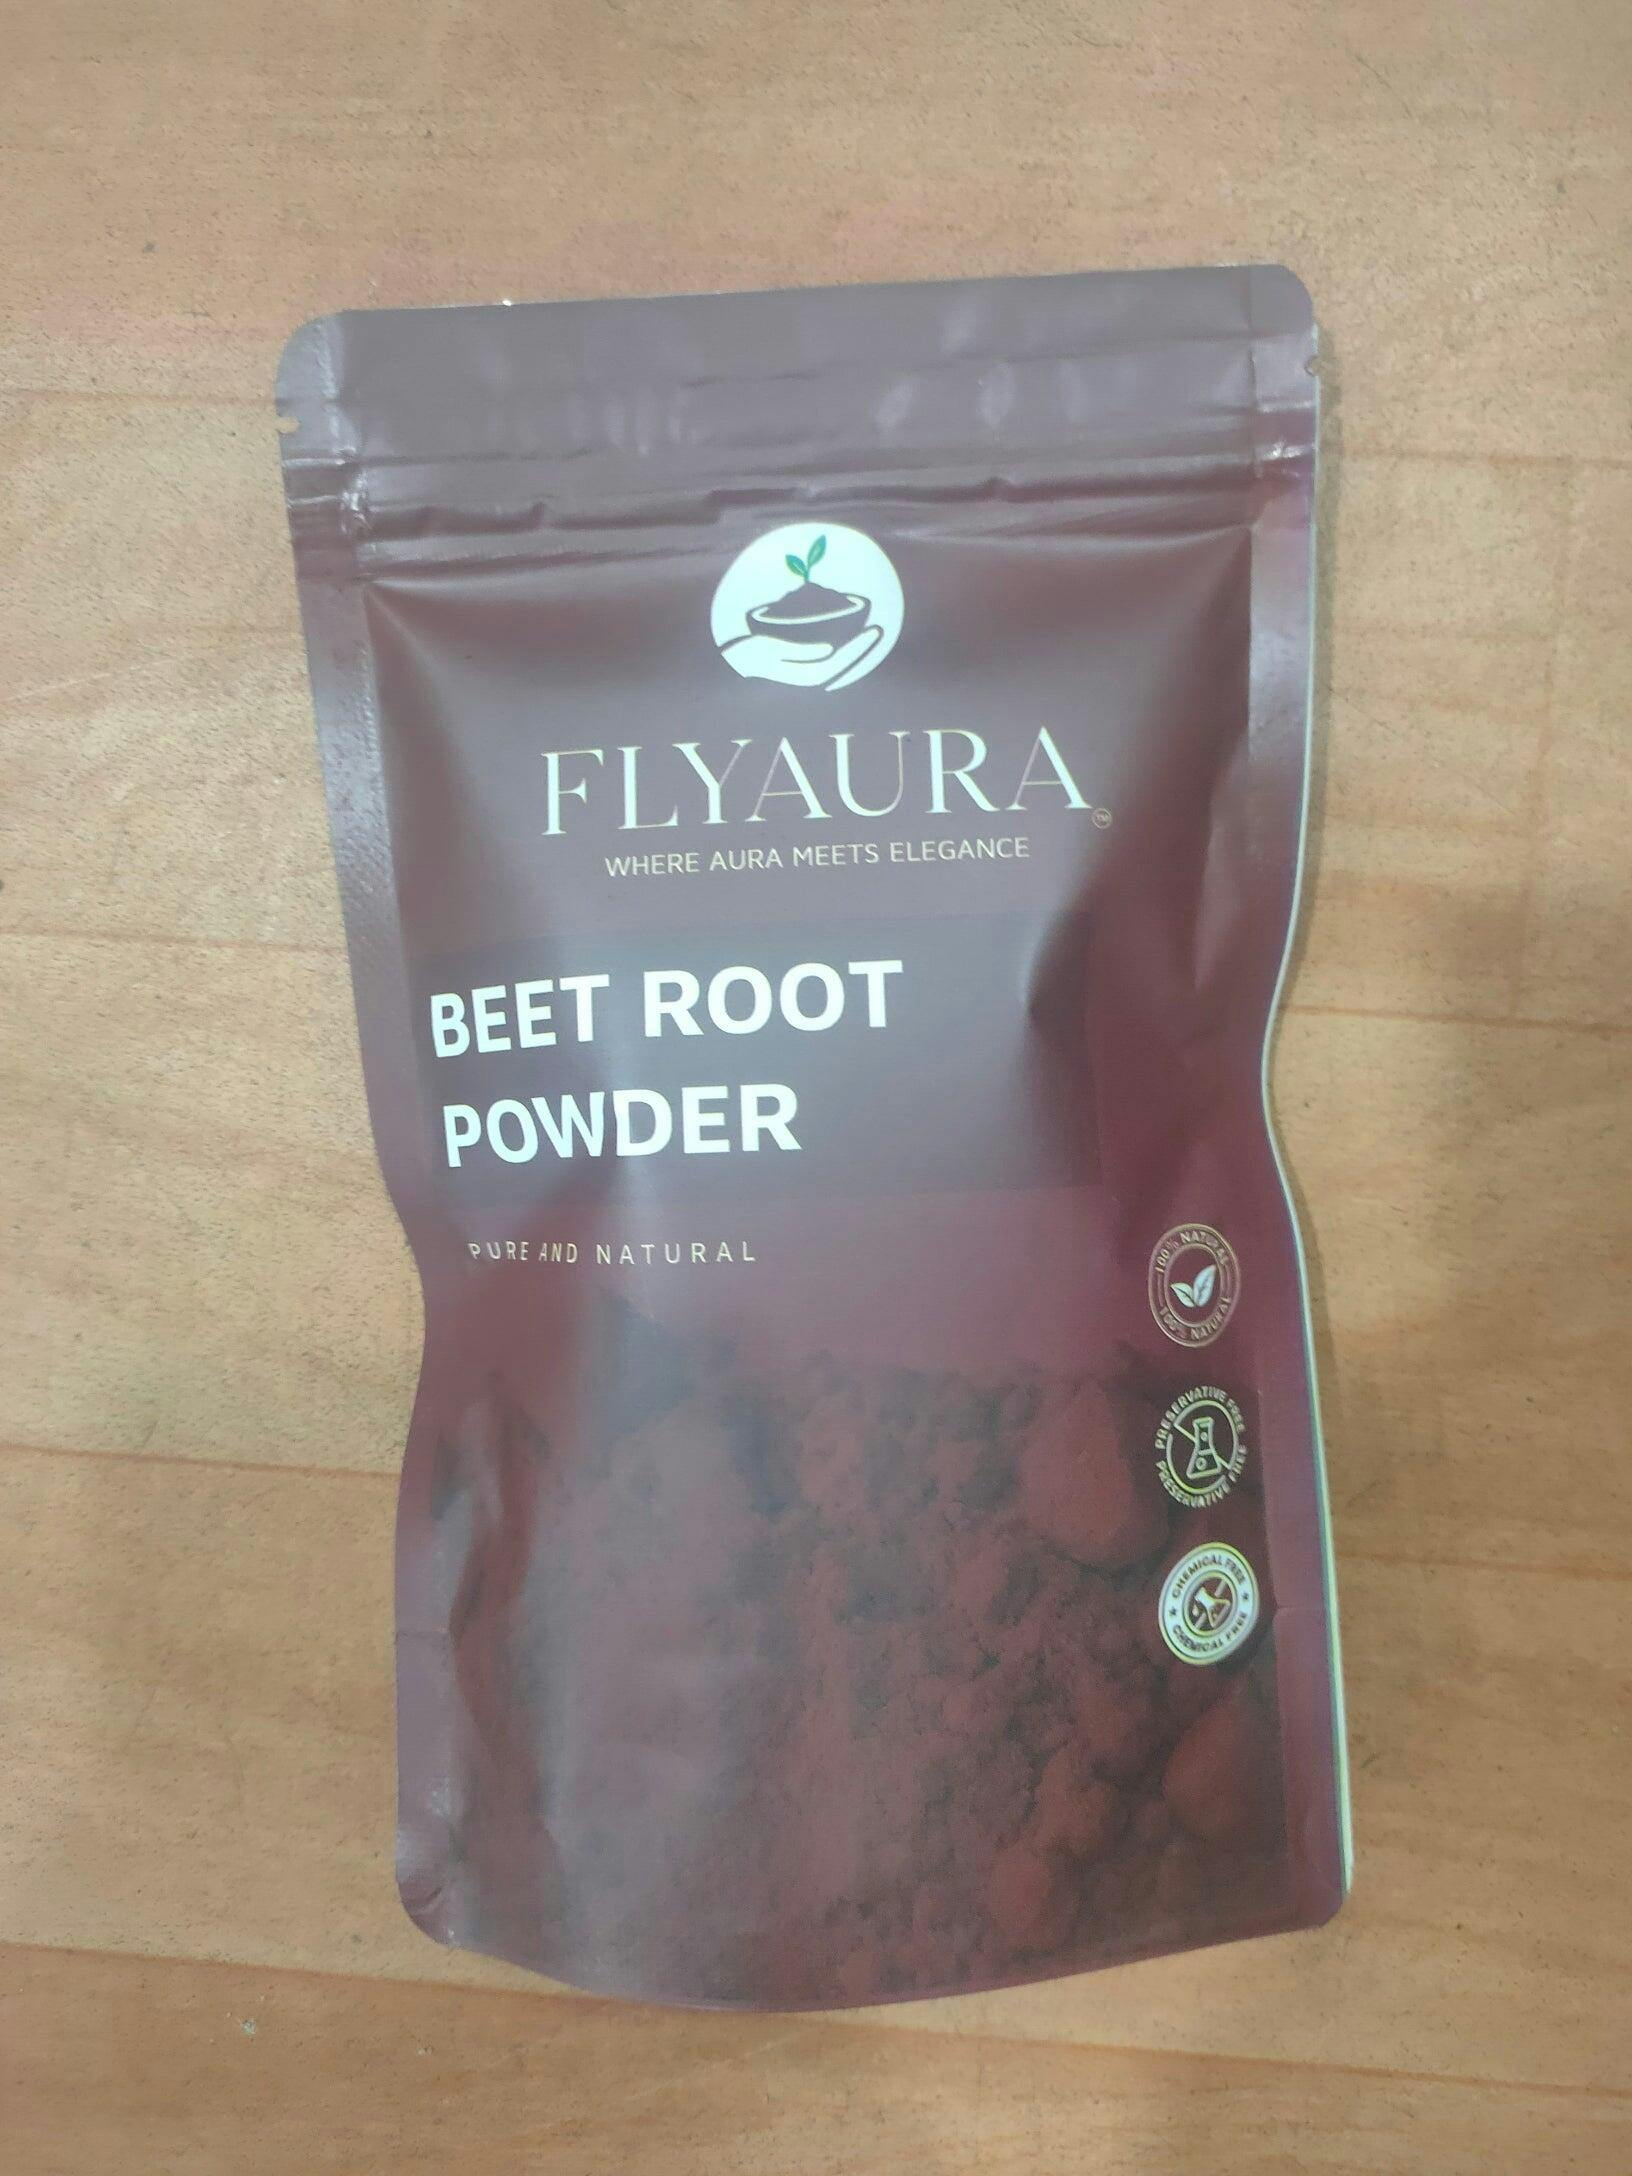 FLYAURA
TM
WHERE AURA MEETS ELEGANCE
BEET ROOT
POWDER
PURE AND NATURAL
100% NATURAL
100% NATURAL
PRESERVATIVE FREE
PRESERVATIVE FREE
CHEMICAL FREE
CHEMICAL FREE